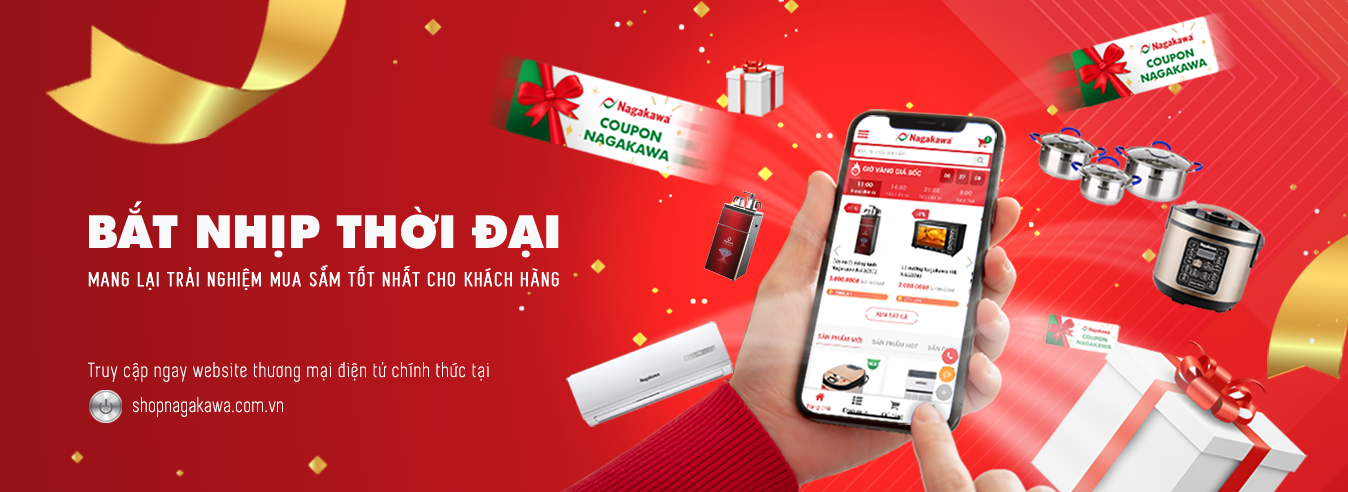 BẮT NHỊP THỜI ĐẠI
MANG LẠI TRẢI NGHIỆM MUA SẮM TỐT NHẤT CHO KHÁCH HÀNG
Truy cập ngay website thương mại điện tử chính thức tại
shopnagakawa.com.vn
Nagakawa
COUPON
NAGAKAWA
Nagakawa
COUPON
NAGAKAWA
Nagakawa
GIỜ VÀNG GIÁ SỐC
11:00
14:00
21:00
XEM TẤT CẢ
SẢN PHẨM MỚI
SẢN PHẨM HOT
Trang chủ
Nagakawa
Nagakawa
COUPON
NAGAKAWA